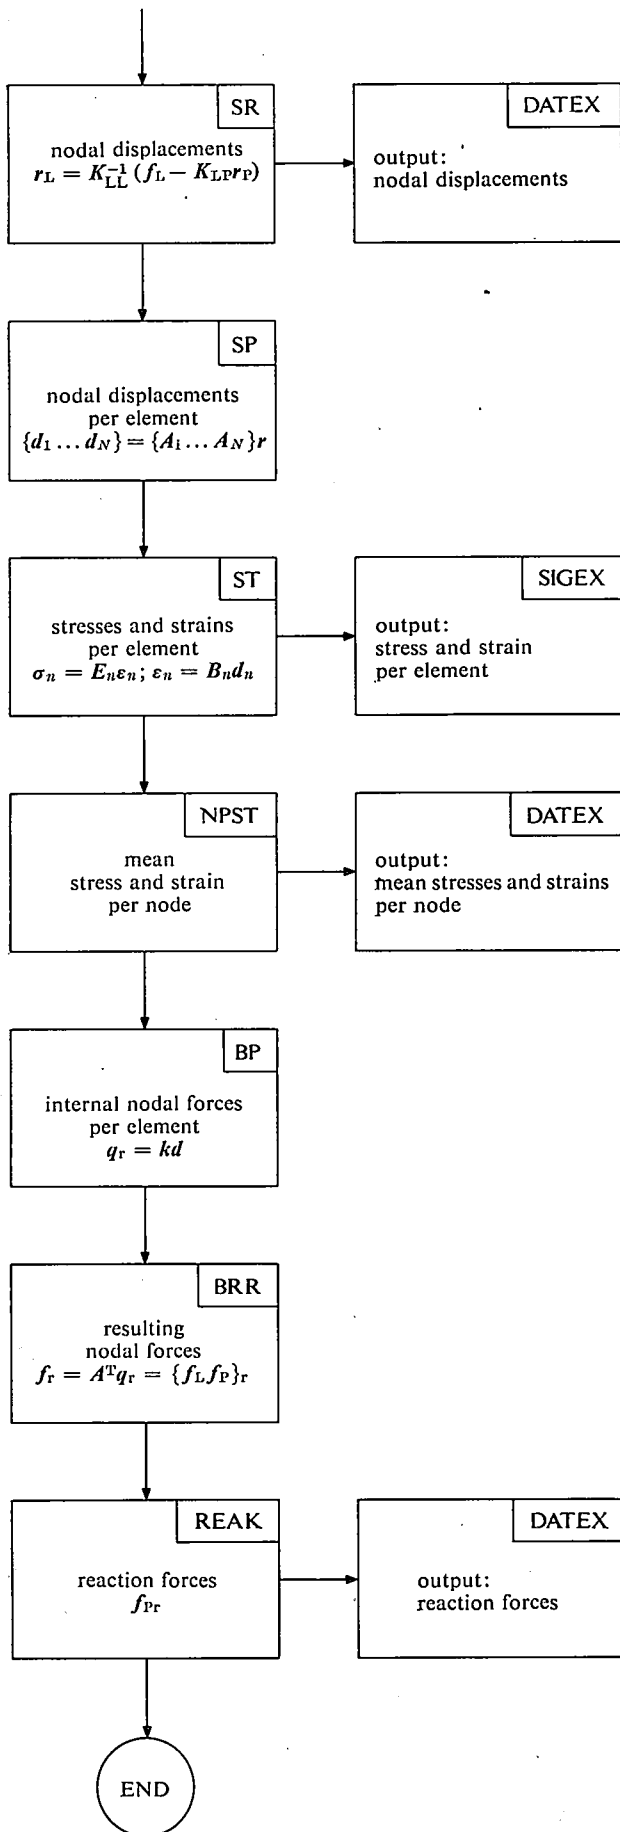 SR
nodal displacements
r_L = K_LL^-1 (f_L − K_LP r_P)
DATEX
output:
nodal displacements
SP
nodal displacements
per element
{d_1 ... d_N} = {A_1 ... A_N}r
ST
stresses and strains
per element
σ_n = E_n ε_n; ε_n = B_n d_n
SIGEX
output:
stress and strain
per element
NPST
mean
stress and strain
per node
DATEX
output:
mean stresses and strains
per node
BP
internal nodal forces
per element
q_r = kd
BRR
resulting
nodal forces
f_r = A^T q_r = {f_L f_P}_r
REAK
reaction forces
f_Pr
DATEX
output:
reaction forces
END